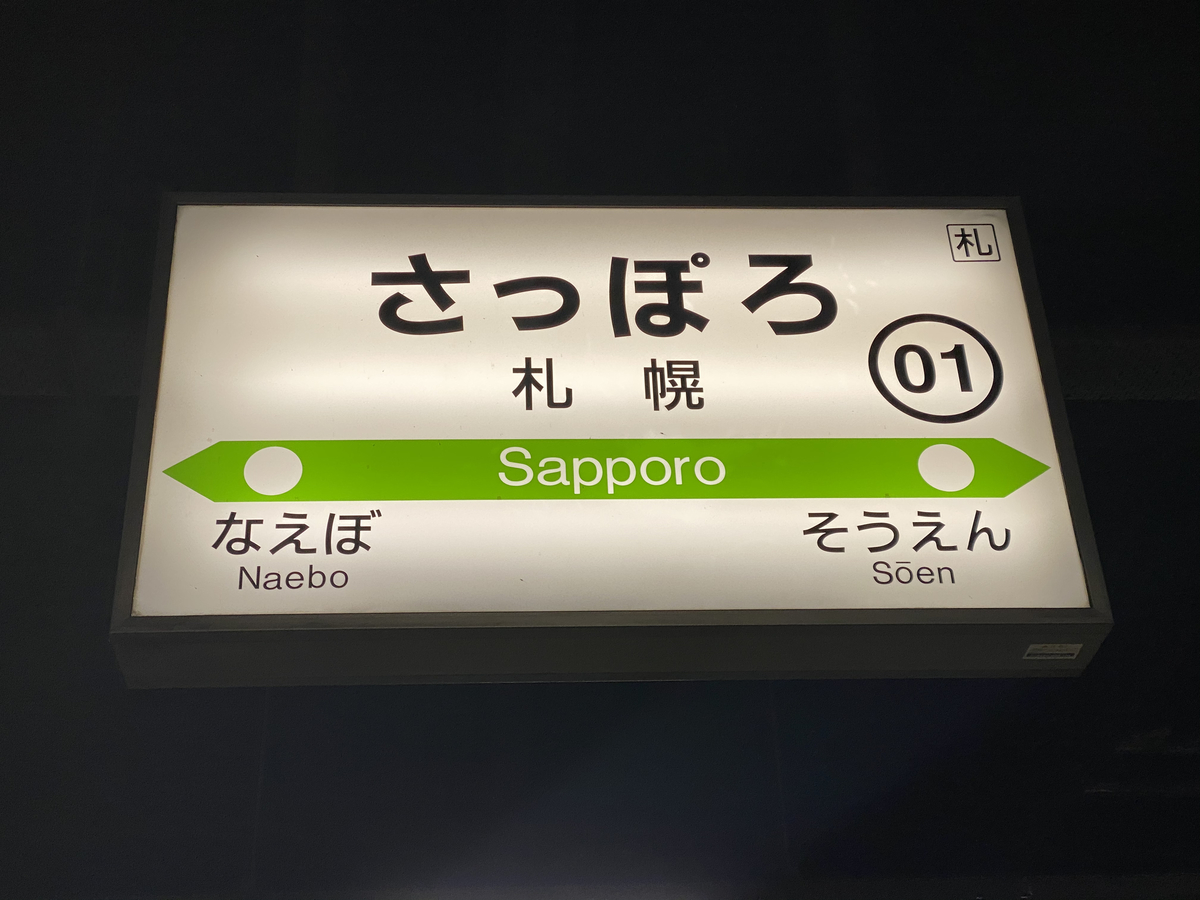 札
さっぽろ
01
札幌
Sapporo
なえぼ
Naebo
そうえん
Sōen